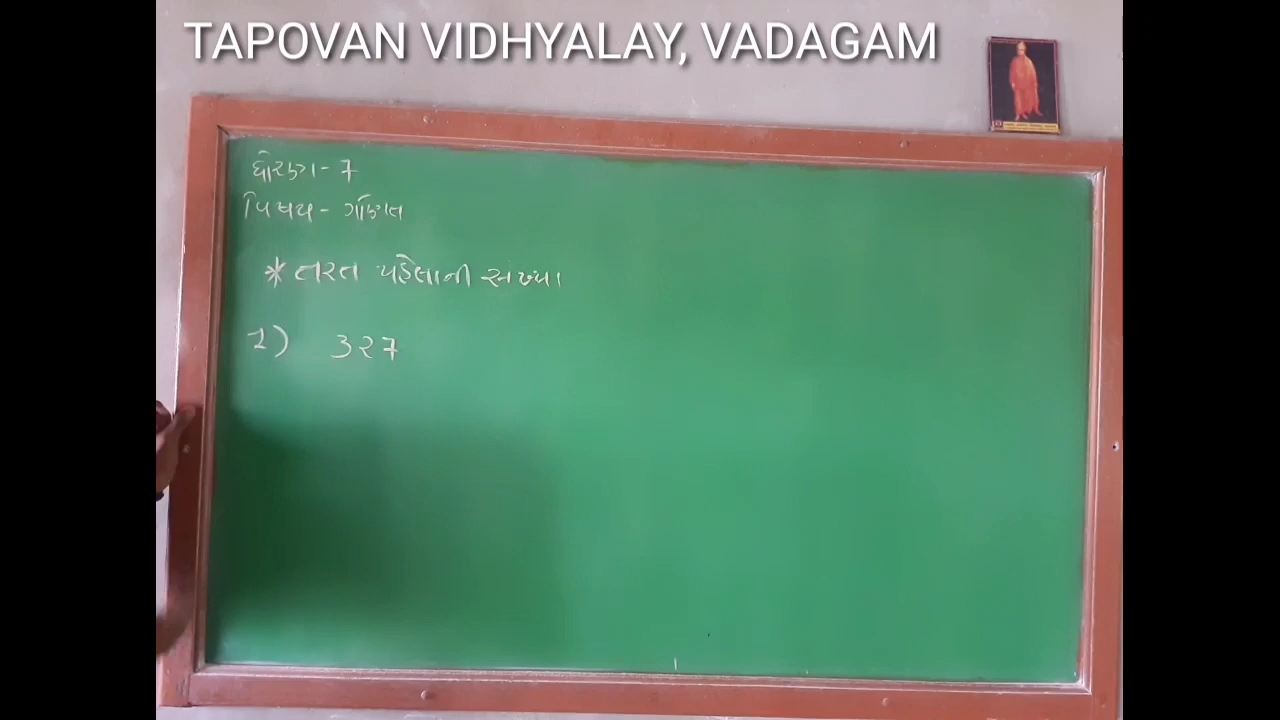 TAPOVAN VIDHYALAY, VADAGAM
ધોરણ - 7
વિષય - ગણિત
* તરત પહેલાની સંખ્યા
1) 327